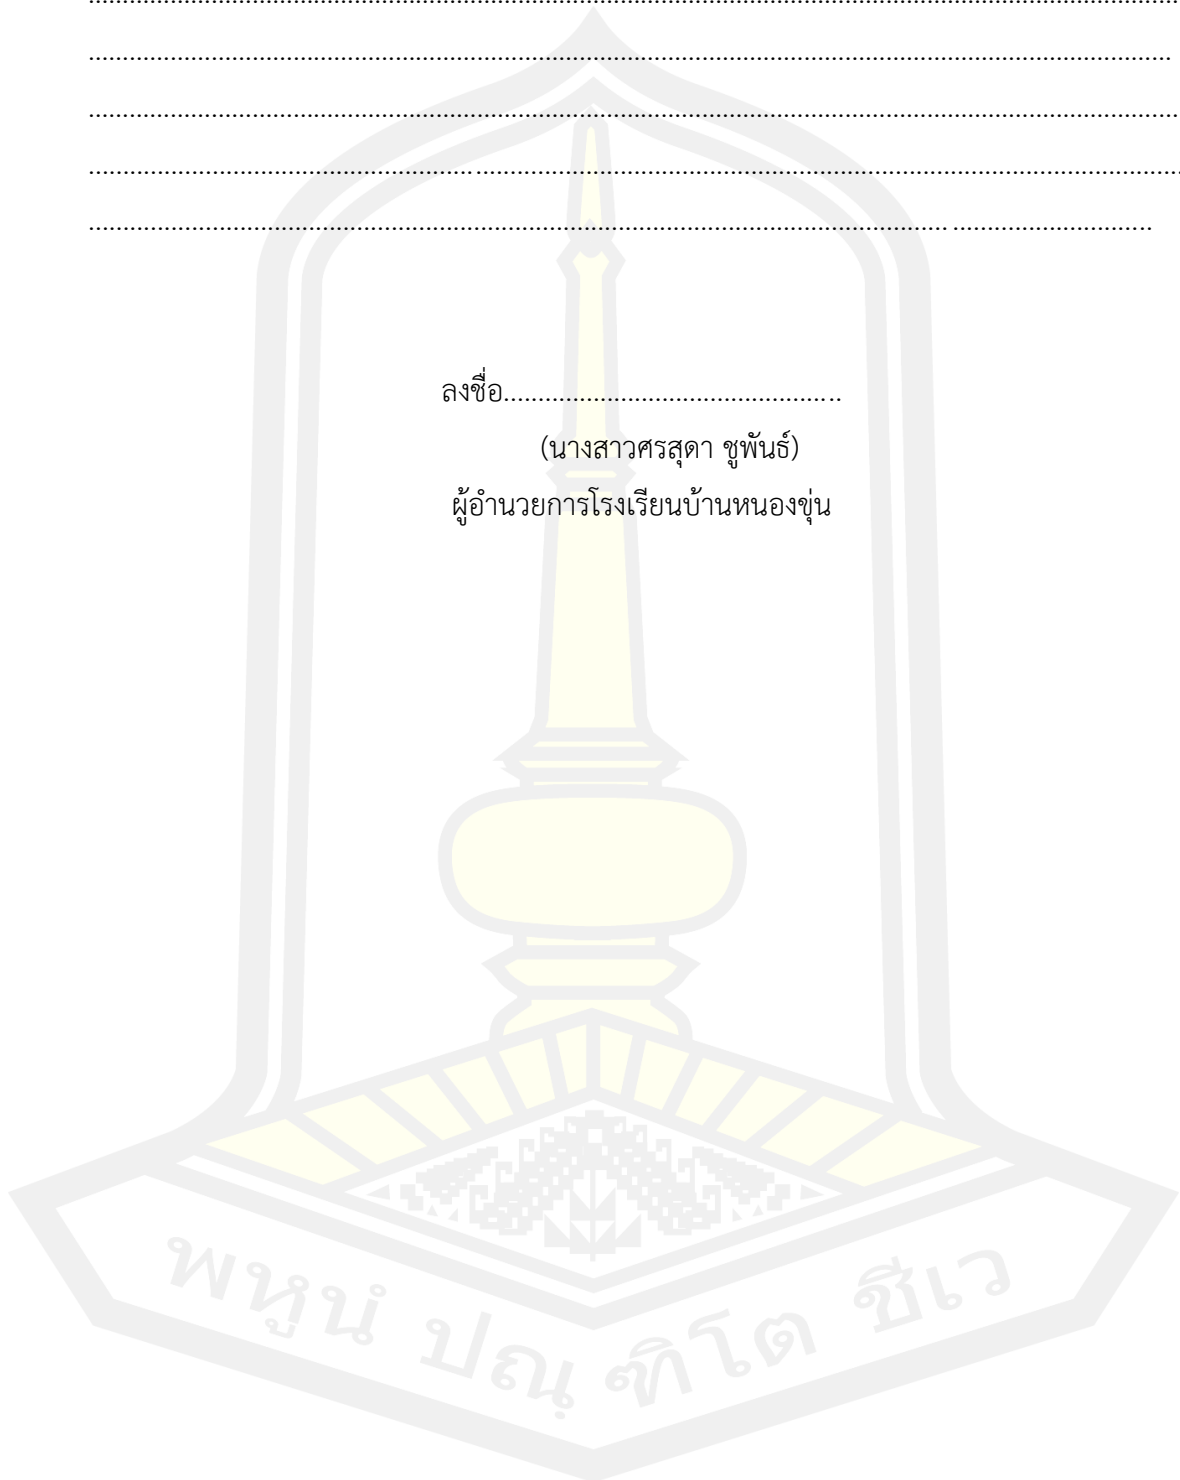 ................................................................................................................................................................
...............................................................................................................................................................
................................................................................................................................................................
................................................................................................................................................................
............................................................................................................................. .............................
ลงชื่อ.................................................
(นางสาวศรสุดา ชูพันธ์)
ผู้อำนวยการโรงเรียนบ้านหนองขุ่น
พหูนํ ปณฺฑิโต ชีเว